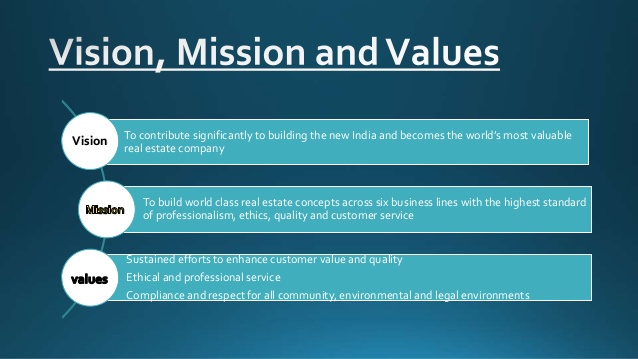 Vision, Mission and Values
Vision
To contribute significantly to building the new India and becomes the world's most valuable
real estate company
Mission
To build world class real estate concepts across six business lines with the highest standard
of professionalism, ethics, quality and customer service
values
Sustained efforts to enhance customer value and quality
Ethical and professional service
Compliance and respect for all community, environmental and legal environments